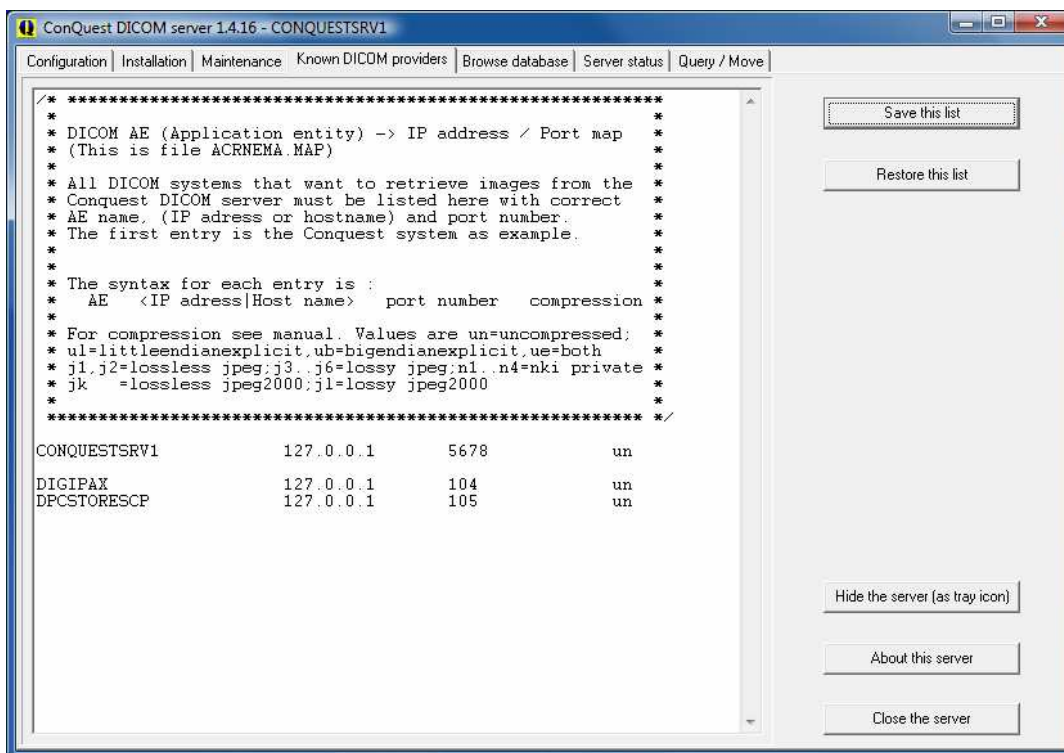 ConQuest DICOM server 1.4.16 - CONQUESTSRV1
Configuration Installation Maintenance Known DICOM providers Browse database Server status Query / Move
/* **********************************************************
* *
* DICOM AE (Application entity) -> IP address / Port map *
* (This is file ACRNEMA.MAP) *
* *
* All DICOM systems that want to retrieve images from the *
* Conquest DICOM server must be listed here with correct *
* AE name, (IP adress or hostname) and port number. *
* The first entry is the Conquest system as example. *
* *
* *
* The syntax for each entry is : *
* AE <IP adress|Host name> port number compression *
* *
* For compression see manual. Values are un=uncompressed; *
* ul=littleendianexplicit,ub=bigendianexplicit,ue=both *
* j1,j2=lossless jpeg;j3..j6=lossy jpeg;n1..n4=nki private *
* jk =lossless jpeg2000;jl=lossy jpeg2000 *
* *
********************************************************** */
CONQUESTSRV1 127.0.0.1 5678 un
DIGIPAX 127.0.0.1 104 un
DPCSTORESCP 127.0.0.1 105 un
Save this list
Restore this list
Hide the server (as tray icon)
About this server
Close the server